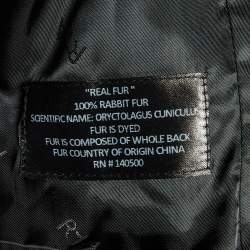 "REAL FUR"
100% RABBIT FUR
SCIENTIFIC NAME: ORYCTOLAGUS CUNICULU
FUR IS DYED
FUR IS COMPOSED OF WHOLE BACK
FUR COUNTRY OF ORIGIN CHINA
RN # 140500